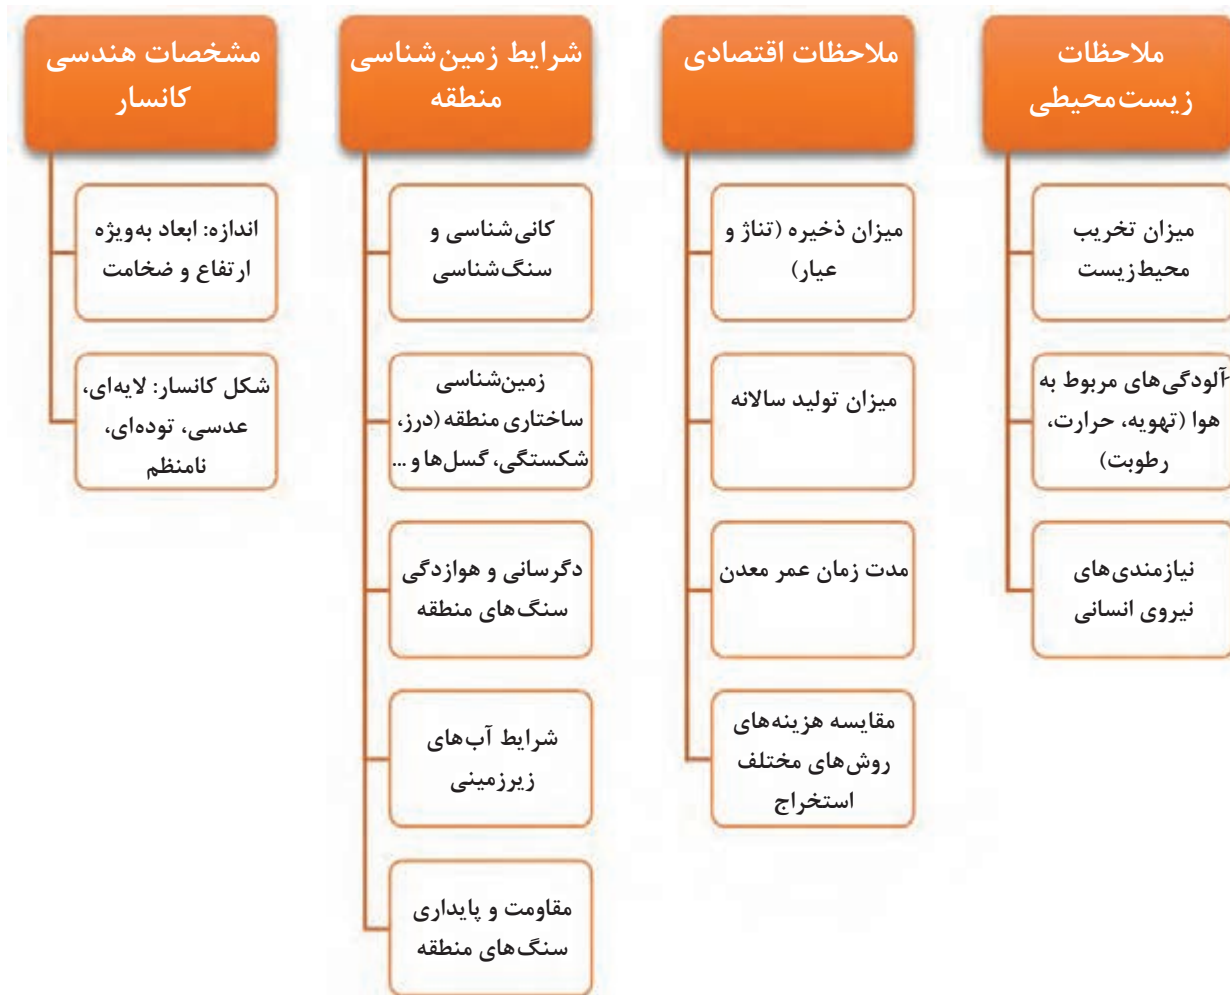 ملاحظات
زیست‌محیطی
میزان تخریب
محیط‌زیست
آلودگی‌های مربوط به
هوا (تهویه، حرارت،
رطوبت)
نیازمندی‌های
نیروی انسانی
ملاحظات اقتصادی
میزان ذخیره (تناژ و
عیار)
میزان تولید سالانه
مدت زمان عمر معدن
مقایسه هزینه‌های
روش‌های مختلف
استخراج
شرایط زمین‌شناسی
منطقه
کانی‌شناسی و
سنگ‌شناسی
زمین‌شناسی
ساختاری منطقه (درز،
شکستگی، گسل‌ها و ...
دگرسانی و هوازدگی
سنگ‌های منطقه
شرایط آب‌های
زیرزمینی
مقاومت و پایداری
سنگ‌های منطقه
مشخصات هندسی
کانسار
اندازه: ابعاد به‌ویژه
ارتفاع و ضخامت
شکل کانسار: لایه‌ای،
عدسی، توده‌ای،
نامنظم